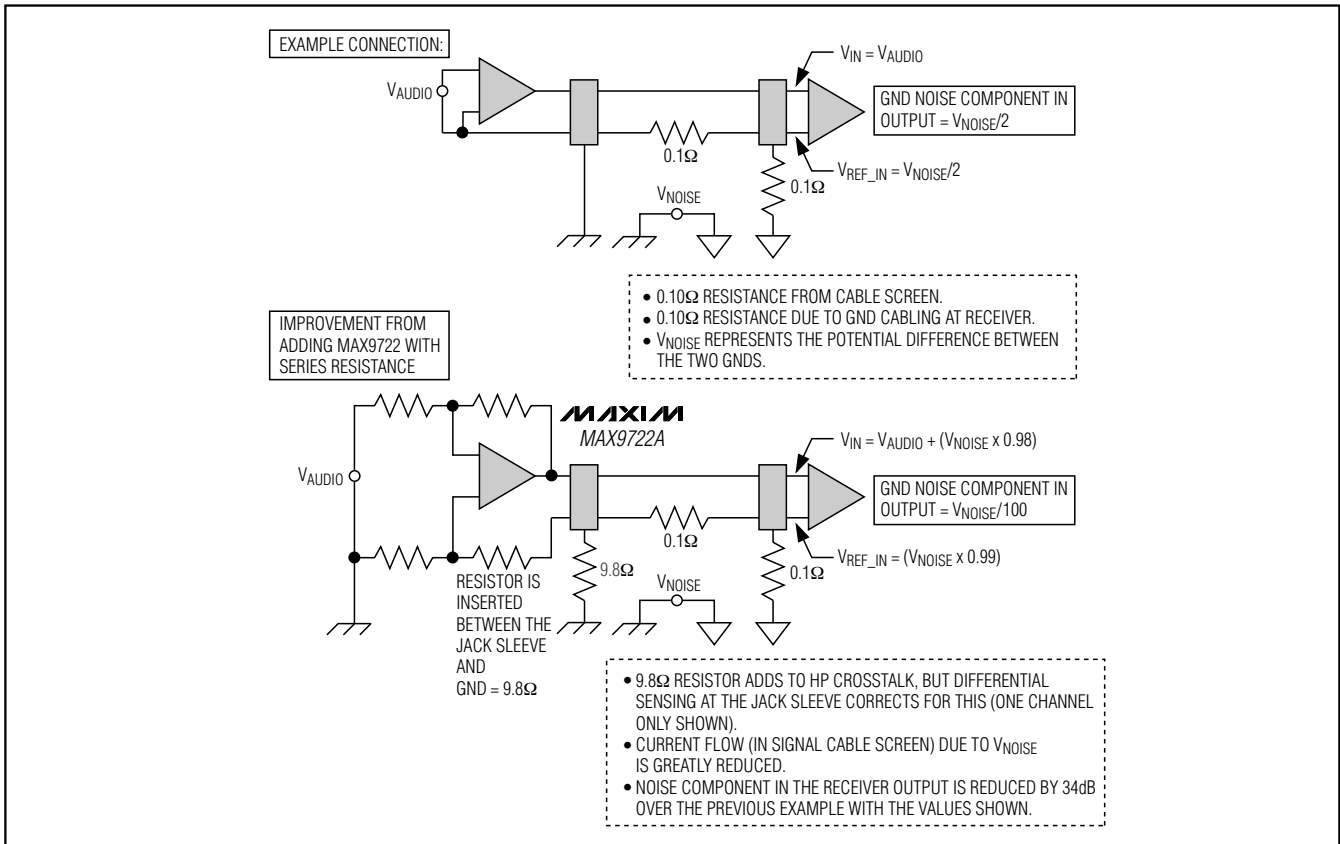 EXAMPLE CONNECTION:
VAUDIO
VIN = VAUDIO
GND NOISE COMPONENT IN
OUTPUT = VNOISE/2
0.1Ω
VREF_IN = VNOISE/2
0.1Ω
VNOISE
• 0.10Ω RESISTANCE FROM CABLE SCREEN.
• 0.10Ω RESISTANCE DUE TO GND CABLING AT RECEIVER.
• VNOISE REPRESENTS THE POTENTIAL DIFFERENCE BETWEEN
THE TWO GNDS.
IMPROVEMENT FROM
ADDING MAX9722 WITH
SERIES RESISTANCE
MAXIM
MAX9722A
VAUDIO
VIN = VAUDIO + (VNOISE x 0.98)
GND NOISE COMPONENT IN
OUTPUT = VNOISE/100
0.1Ω
VREF_IN = (VNOISE x 0.99)
0.1Ω
9.8Ω
VNOISE
RESISTOR IS
INSERTED
BETWEEN THE
JACK SLEEVE
AND
GND = 9.8Ω
• 9.8Ω RESISTOR ADDS TO HP CROSSTALK, BUT DIFFERENTIAL
SENSING AT THE JACK SLEEVE CORRECTS FOR THIS (ONE CHANNEL
ONLY SHOWN).
• CURRENT FLOW (IN SIGNAL CABLE SCREEN) DUE TO VNOISE
IS GREATLY REDUCED.
• NOISE COMPONENT IN THE RECEIVER OUTPUT IS REDUCED BY 34dB
OVER THE PREVIOUS EXAMPLE WITH THE VALUES SHOWN.